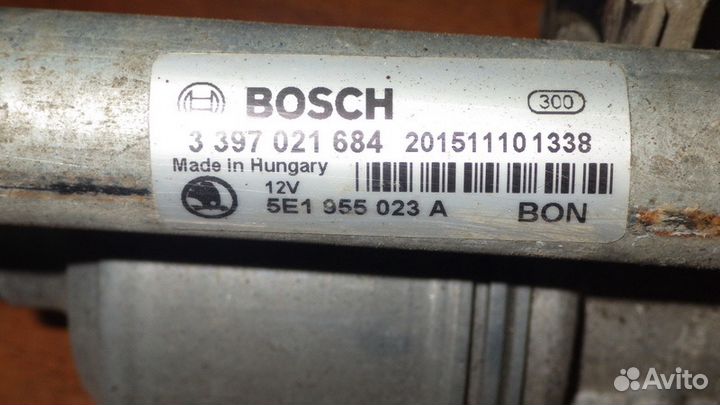 BOSCH 300
3 397 021 684 201511101338
Made in Hungary
12V
5E1 955 023 A BON
Avito